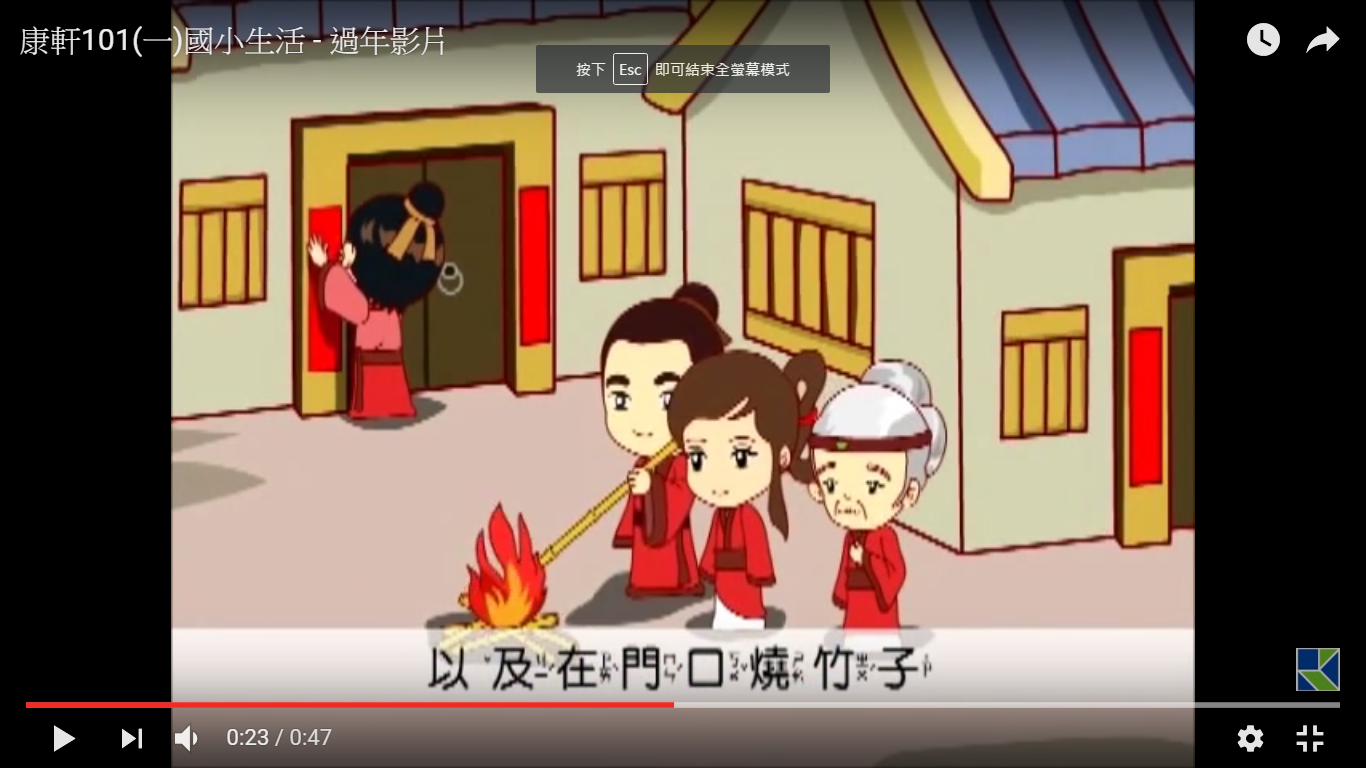 康軒101(一)國小生活 - 過年影片
按下 Esc 即可結束全螢幕模式
以及在門口燒竹子
0:23 / 0:47